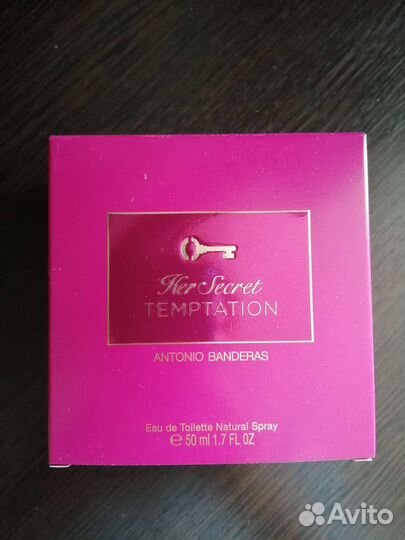 Her Secret
TEMPTATION
ANTONIO BANDERAS
Eau de Toilette Natural Spray
℮ 50 ml 1.7 FL OZ
Avito